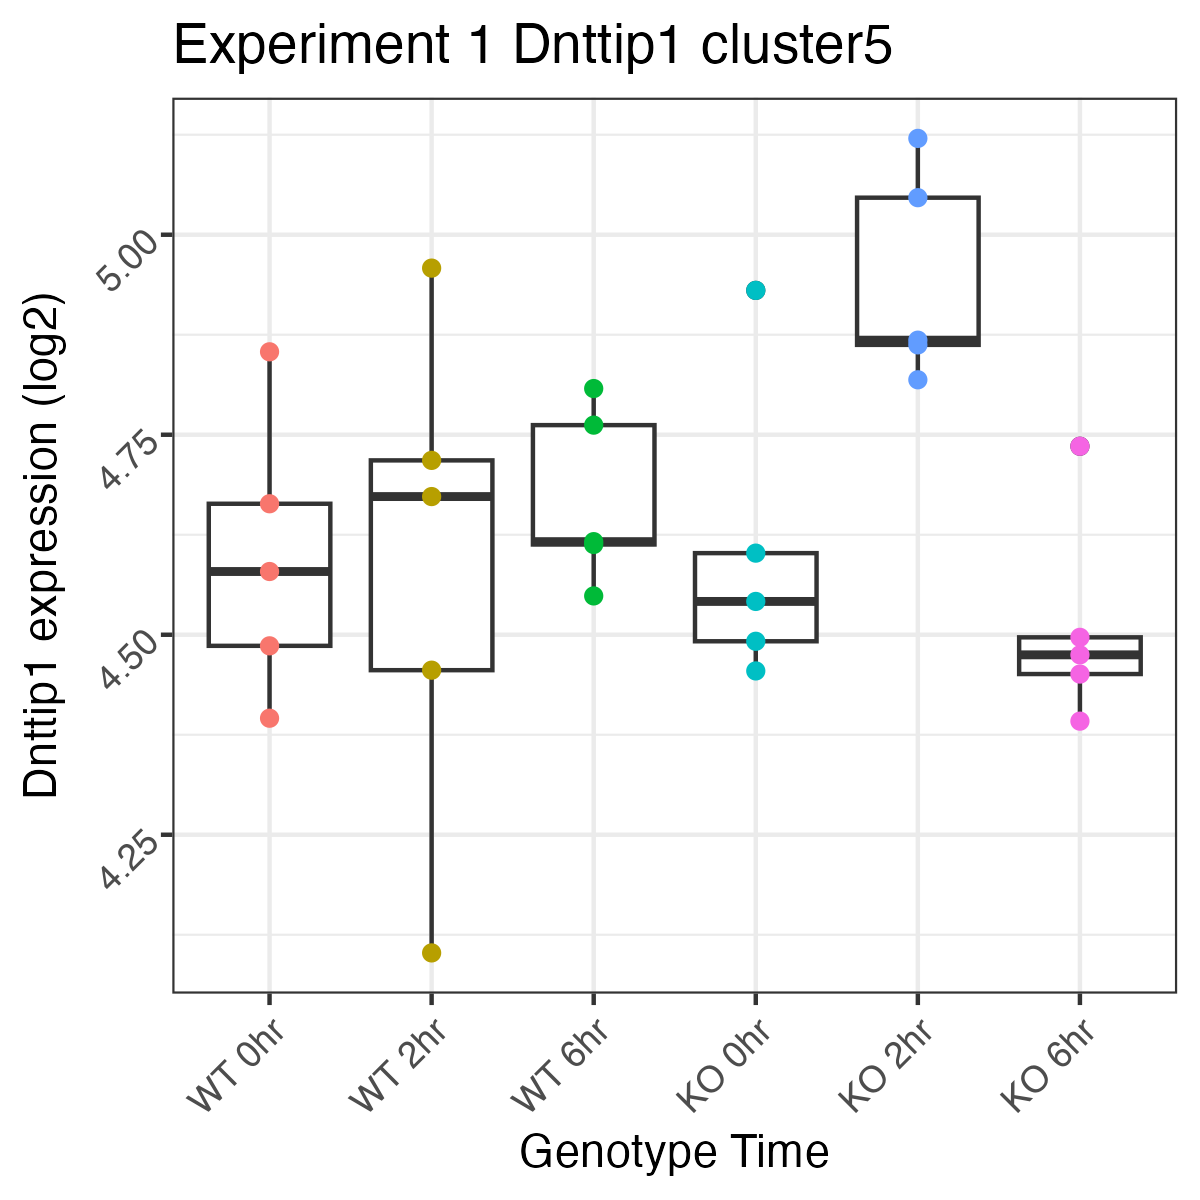 Experiment 1 Dnttip1 cluster5
Dnttip1 expression (log2)
5.00
4.75
4.50
4.25
WT 0hr
WT 2hr
WT 6hr
KO 0hr
KO 2hr
KO 6hr
Genotype Time